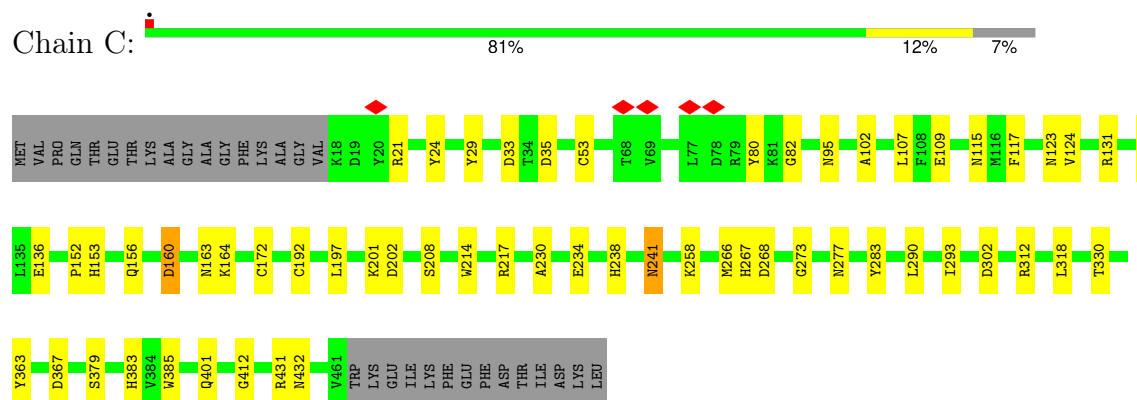 Chain C:
81% 12% 7%
MET VAL PRO GLN THR THR GLU THR LYS ALA GLY ALA GLY PHE LYS ALA GLY VAL K18 D19 Y20 R21 Y24 Y29 D33 T34 D35 C53 T68 V69 L77 D78 R79 Y80 K81 G82 N95 A102 L107 F108 E109 N115 M116 F117 N123 V124 R131
L135 E136 P152 H153 Q156 D160 N163 K164 C172 C192 L197 K201 D202 S208 W214 R217 A230 E234 H238 N241 K258 M266 H267 D268 G273 N277 Y283 L290 I293 D302 R312 L318 T330
Y363 D367 S379 H383 V384 W385 Q401 G412 R431 N432 V461 TRP LYS GLU ILE LYS PHE GLU PHE ASP THR ILE ASP LYS LEU